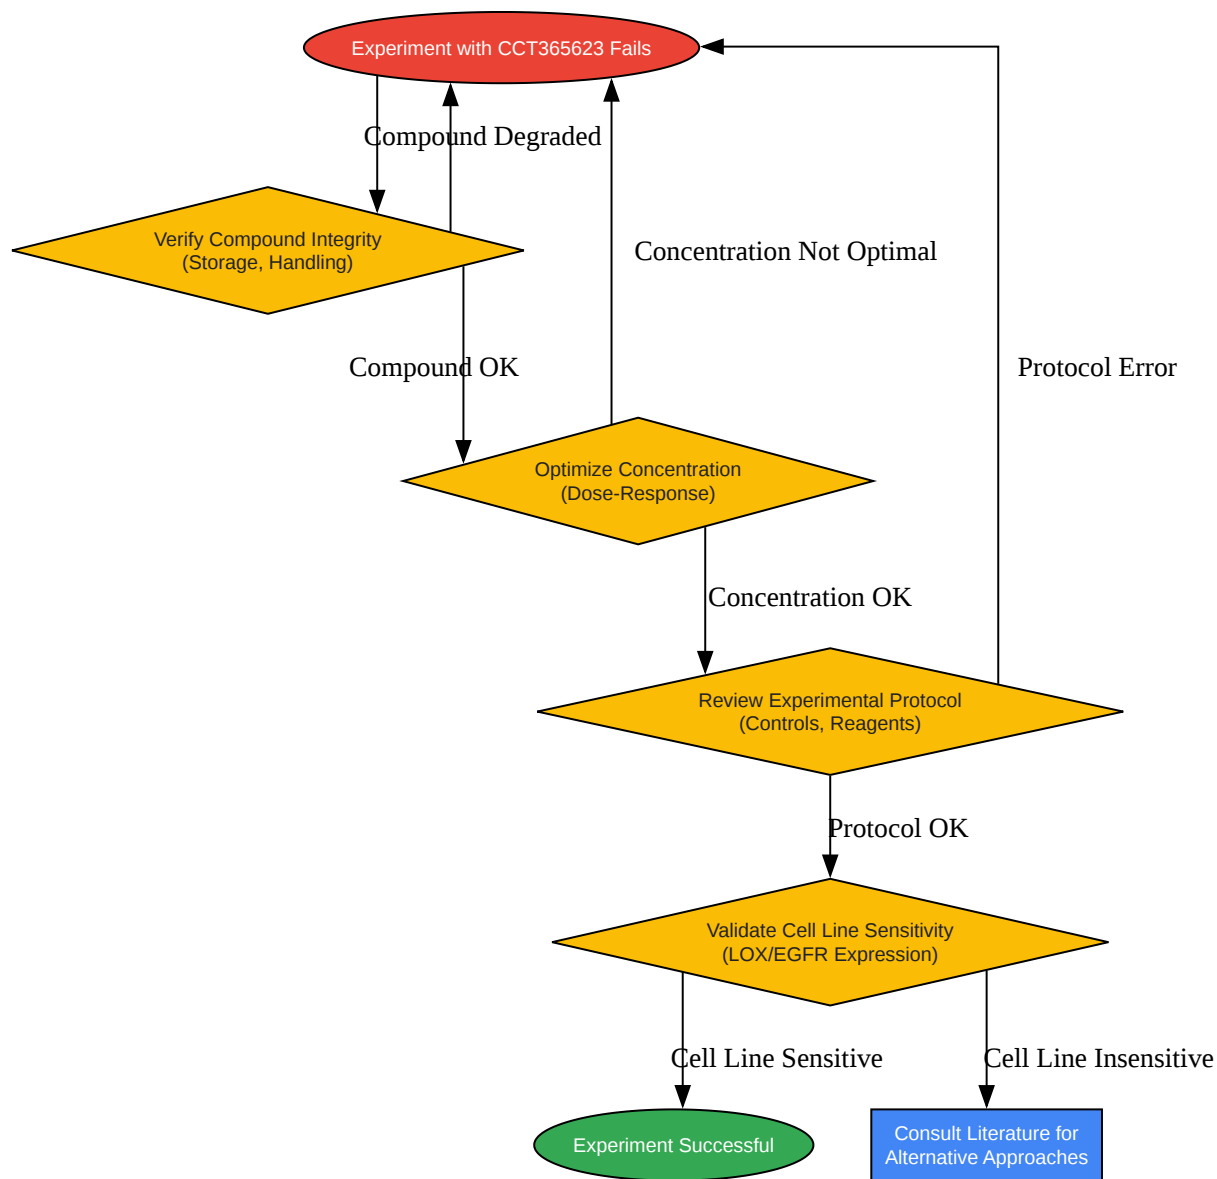 Experiment with CCT365623 Fails
Compound Degraded
Verify Compound Integrity
(Storage, Handling)
Concentration Not Optimal
Compound OK
Protocol Error
Optimize Concentration
(Dose-Response)
Concentration OK
Review Experimental Protocol
(Controls, Reagents)
Protocol OK
Validate Cell Line Sensitivity
(LOX/EGFR Expression)
Cell Line Sensitive
Cell Line Insensitive
Experiment Successful
Consult Literature for
Alternative Approaches